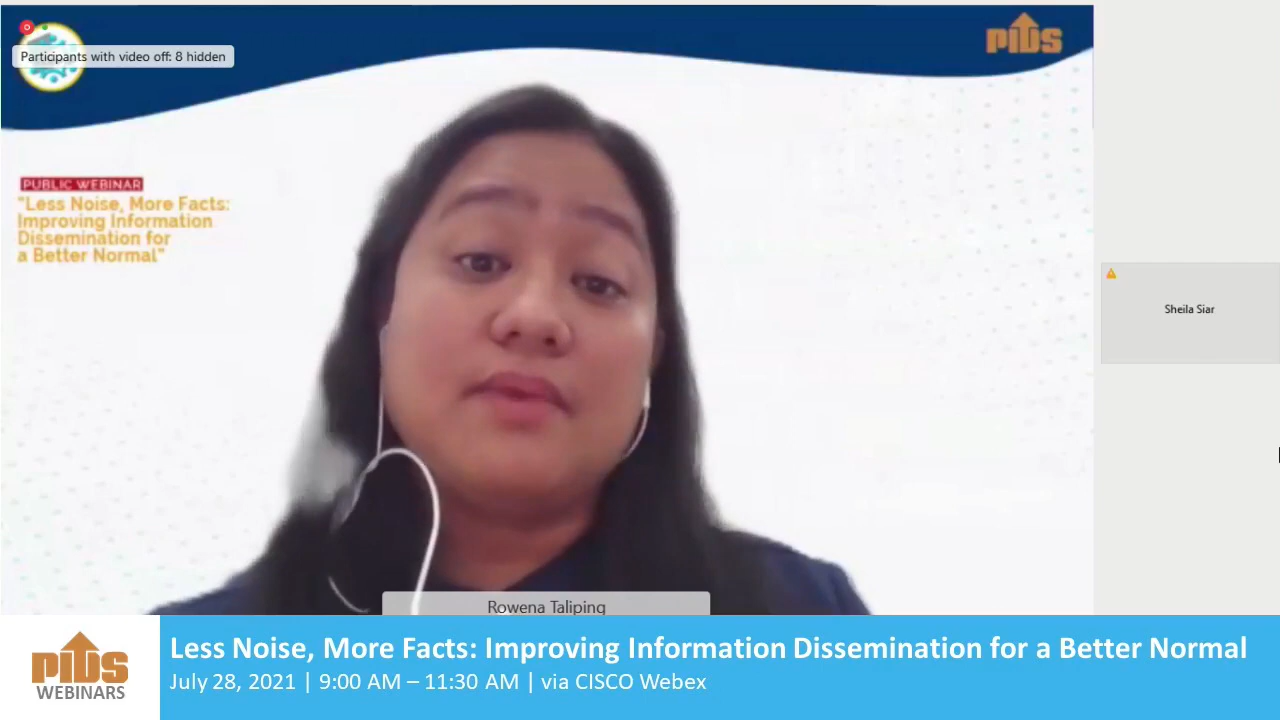 Participants with video off: 8 hidden
PIDS
PUBLIC WEBINAR
"Less Noise, More Facts:
Improving Information
Dissemination for
a Better Normal"
Sheila Siar
Rowena Taliping
PIDS
WEBINARS
Less Noise, More Facts: Improving Information Dissemination for a Better Normal
July 28, 2021 | 9:00 AM – 11:30 AM | via CISCO Webex